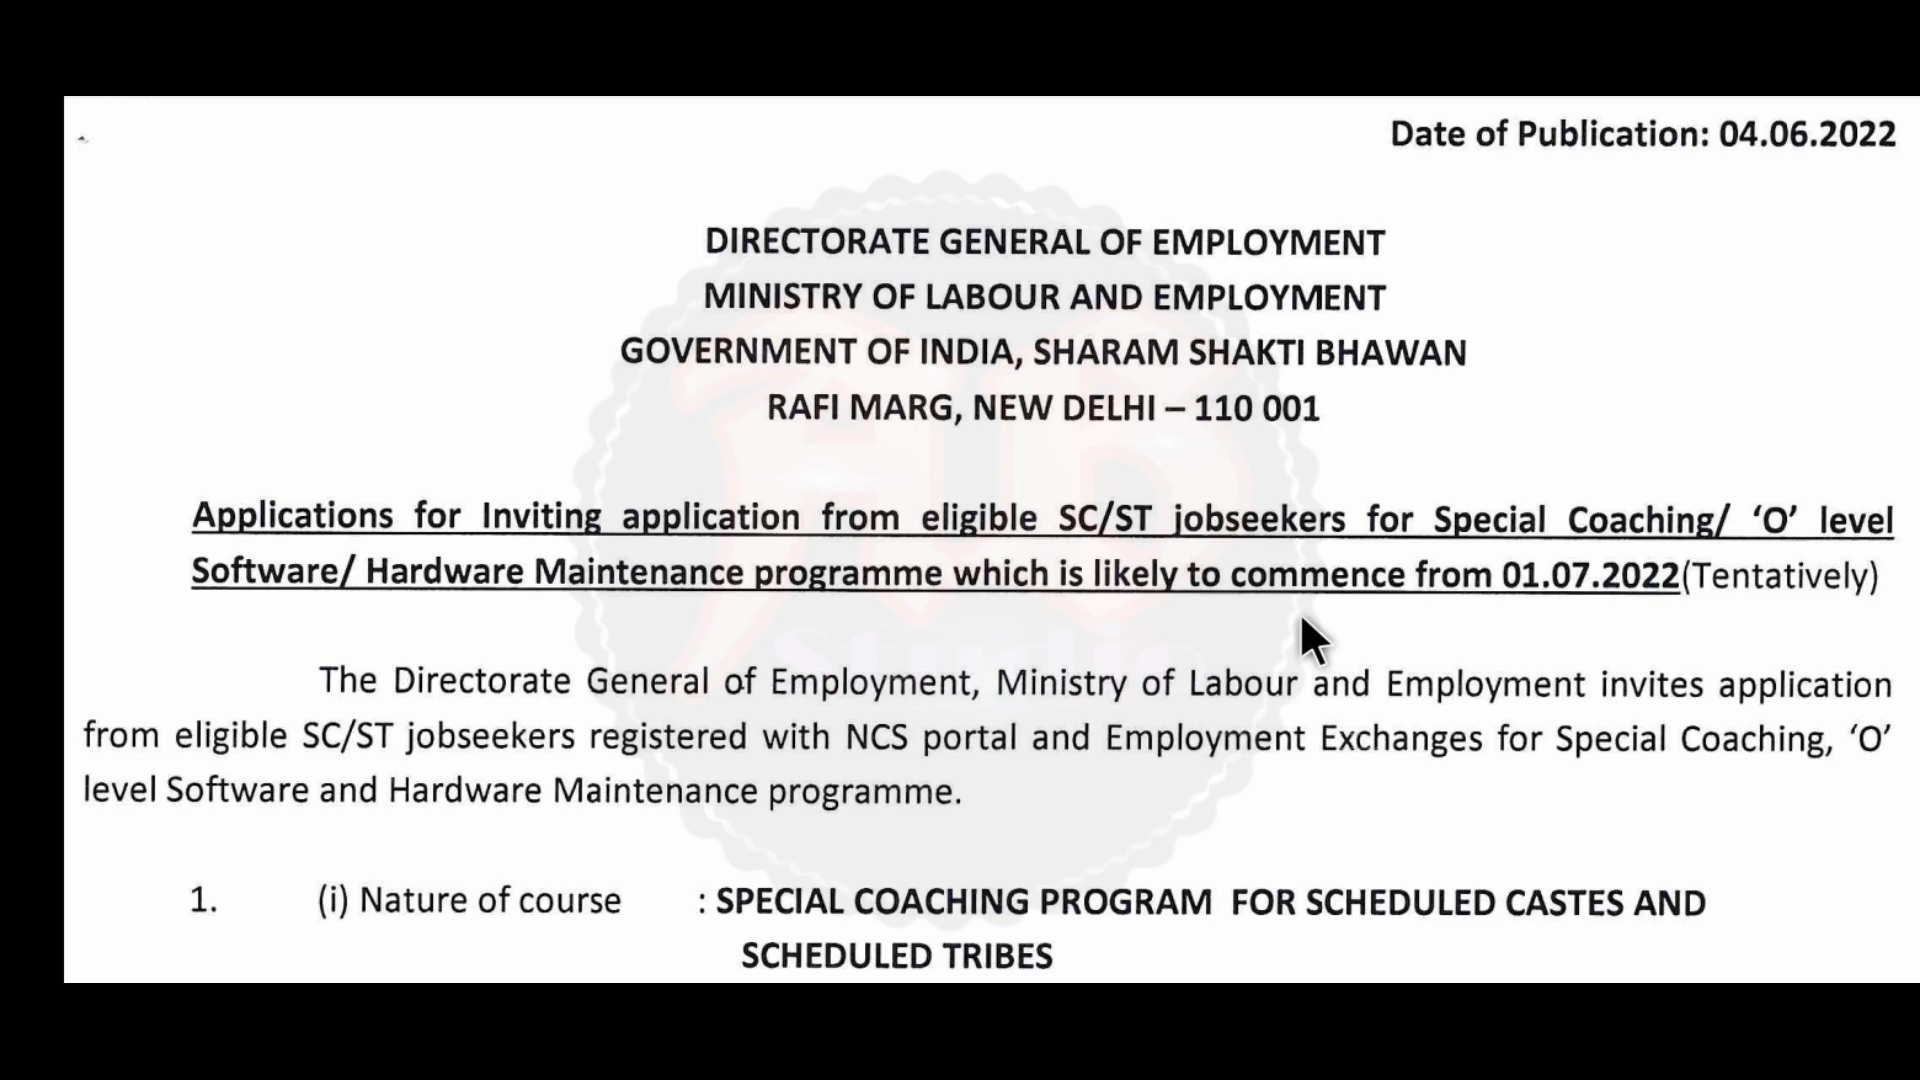 Date of Publication: 04.06.2022
DIRECTORATE GENERAL OF EMPLOYMENT
MINISTRY OF LABOUR AND EMPLOYMENT
GOVERNMENT OF INDIA, SHARAM SHAKTI BHAWAN
RAFI MARG, NEW DELHI – 110 001
Applications for Inviting application from eligible SC/ST jobseekers for Special Coaching/ ‘O’ level
Software/ Hardware Maintenance programme which is likely to commence from 01.07.2022(Tentatively)
The Directorate General of Employment, Ministry of Labour and Employment invites application
from eligible SC/ST jobseekers registered with NCS portal and Employment Exchanges for Special Coaching, ‘O’
level Software and Hardware Maintenance programme.
1. (i) Nature of course : SPECIAL COACHING PROGRAM FOR SCHEDULED CASTES AND
SCHEDULED TRIBES
Studio